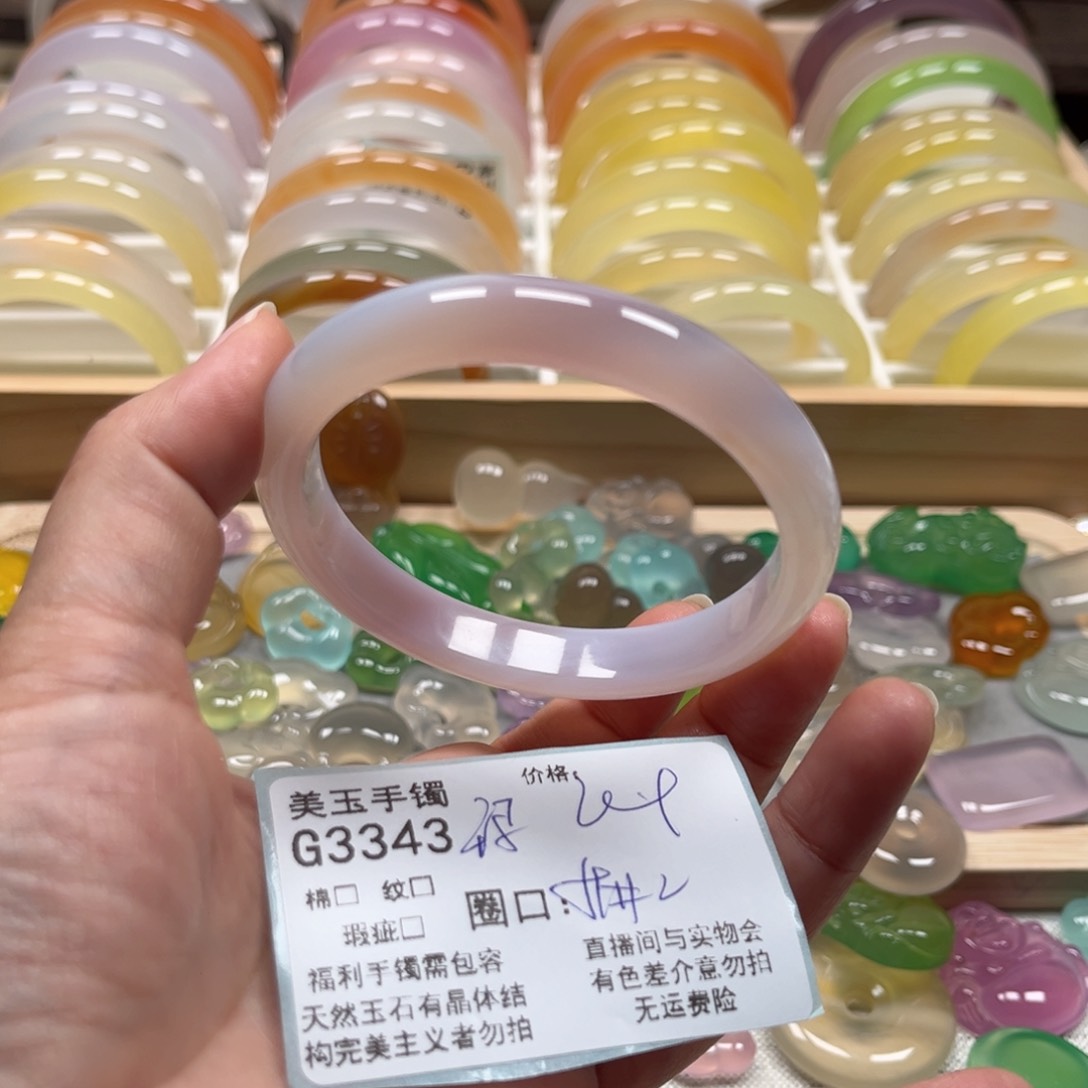 美玉手镯
价格:
G3343
棉□ 纹□
圈口:
瑕疵□
福利手镯需包容
天然玉石有晶体结
构完美主义者勿拍
直播间与实物会
有色差介意勿拍
无运费险